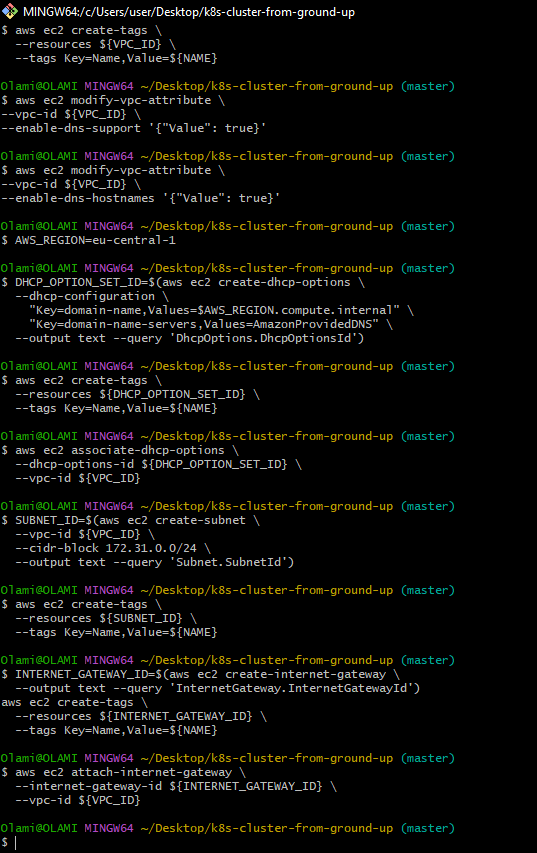 MINGW64:/c/Users/user/Desktop/k8s-cluster-from-ground-up
$ aws ec2 create-tags \
  --resources ${VPC_ID} \
  --tags Key=Name,Value=${NAME}
Olami@OLAMI MINGW64 ~/Desktop/k8s-cluster-from-ground-up (master)
$ aws ec2 modify-vpc-attribute \
--vpc-id ${VPC_ID} \
--enable-dns-support '{"Value": true}'
Olami@OLAMI MINGW64 ~/Desktop/k8s-cluster-from-ground-up (master)
$ aws ec2 modify-vpc-attribute \
--vpc-id ${VPC_ID} \
--enable-dns-hostnames '{"Value": true}'
Olami@OLAMI MINGW64 ~/Desktop/k8s-cluster-from-ground-up (master)
$ AWS_REGION=eu-central-1
Olami@OLAMI MINGW64 ~/Desktop/k8s-cluster-from-ground-up (master)
$ DHCP_OPTION_SET_ID=$(aws ec2 create-dhcp-options \
  --dhcp-configuration \
    "Key=domain-name,Values=$AWS_REGION.compute.internal" \
    "Key=domain-name-servers,Values=AmazonProvidedDNS" \
  --output text --query 'DhcpOptions.DhcpOptionsId')
Olami@OLAMI MINGW64 ~/Desktop/k8s-cluster-from-ground-up (master)
$ aws ec2 create-tags \
  --resources ${DHCP_OPTION_SET_ID} \
  --tags Key=Name,Value=${NAME}
Olami@OLAMI MINGW64 ~/Desktop/k8s-cluster-from-ground-up (master)
$ aws ec2 associate-dhcp-options \
  --dhcp-options-id ${DHCP_OPTION_SET_ID} \
  --vpc-id ${VPC_ID}
Olami@OLAMI MINGW64 ~/Desktop/k8s-cluster-from-ground-up (master)
$ SUBNET_ID=$(aws ec2 create-subnet \
  --vpc-id ${VPC_ID} \
  --cidr-block 172.31.0.0/24 \
  --output text --query 'Subnet.SubnetId')
Olami@OLAMI MINGW64 ~/Desktop/k8s-cluster-from-ground-up (master)
$ aws ec2 create-tags \
  --resources ${SUBNET_ID} \
  --tags Key=Name,Value=${NAME}
Olami@OLAMI MINGW64 ~/Desktop/k8s-cluster-from-ground-up (master)
$ INTERNET_GATEWAY_ID=$(aws ec2 create-internet-gateway \
  --output text --query 'InternetGateway.InternetGatewayId')
aws ec2 create-tags \
  --resources ${INTERNET_GATEWAY_ID} \
  --tags Key=Name,Value=${NAME}
Olami@OLAMI MINGW64 ~/Desktop/k8s-cluster-from-ground-up (master)
$ aws ec2 attach-internet-gateway \
  --internet-gateway-id ${INTERNET_GATEWAY_ID} \
  --vpc-id ${VPC_ID}
Olami@OLAMI MINGW64 ~/Desktop/k8s-cluster-from-ground-up (master)
$